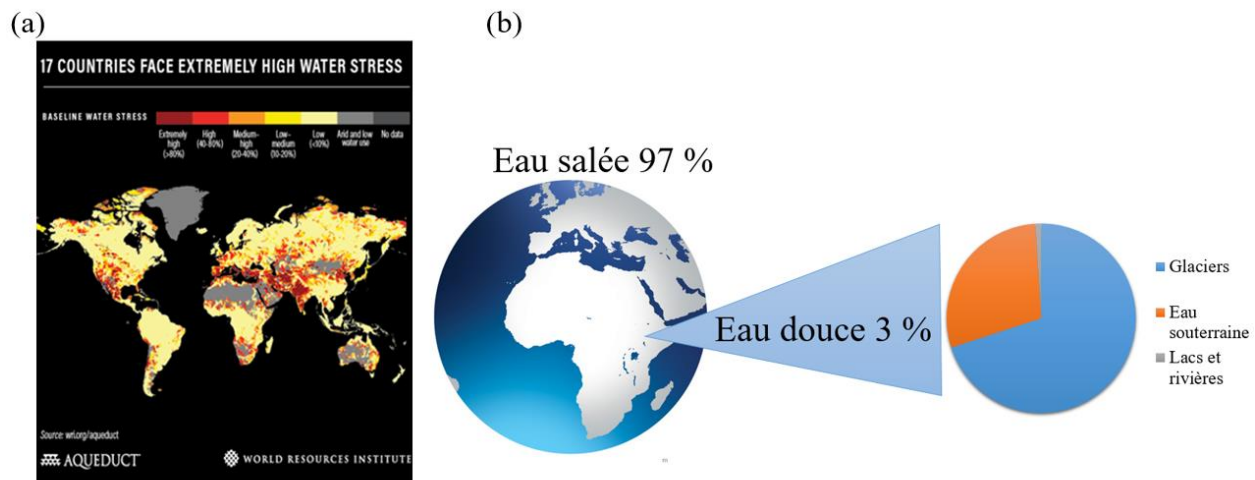 (a)
17 COUNTRIES FACE EXTREMELY HIGH WATER STRESS
BASELINE WATER STRESS
Extremely high (>80%)
High (40-80%)
Medium-high (20-40%)
Low-medium (10-20%)
Low (<10%)
Arid and low water use
No data
Source: wri.org/aqueduct
AQUEDUCT
WORLD RESOURCES INSTITUTE
(b)
Eau salée 97 %
Eau douce 3 %
Glaciers
Eau
souterraine
Lacs et
rivières